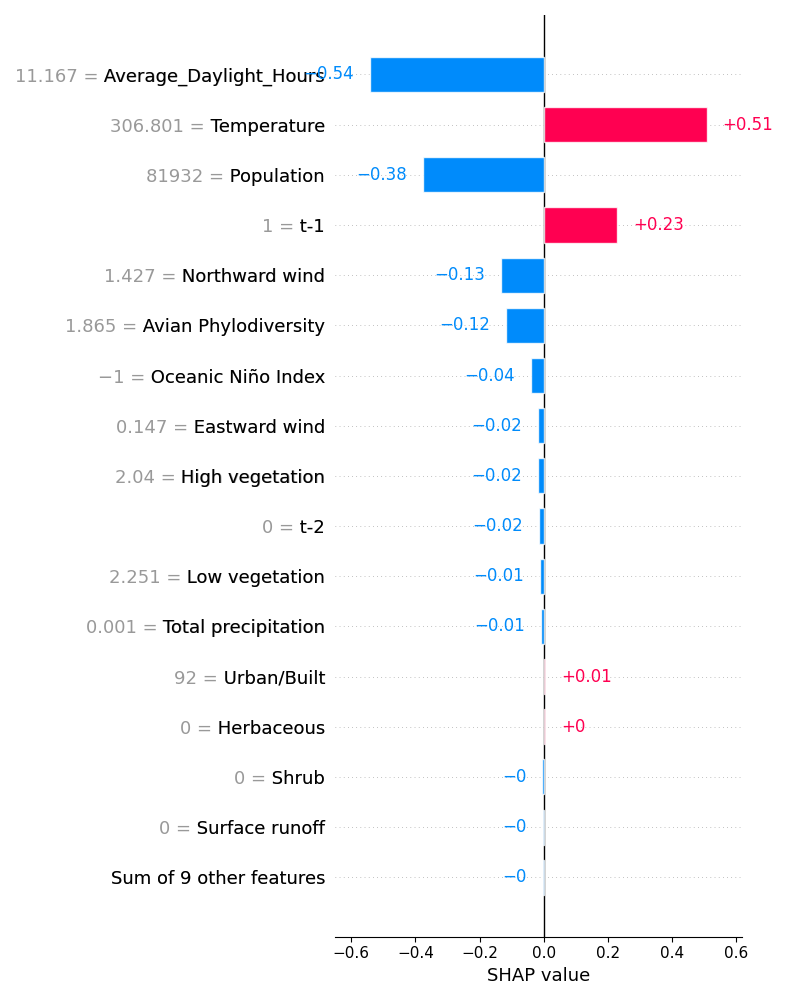 11.167 = Average_Daylight_Hours −0.54
306.801 = Temperature +0.51
81932 = Population −0.38
1 = t-1 +0.23
1.427 = Northward wind −0.13
1.865 = Avian Phylodiversity −0.12
−1 = Oceanic Niño Index −0.04
0.147 = Eastward wind −0.02
2.04 = High vegetation −0.02
0 = t-2 −0.02
2.251 = Low vegetation −0.01
0.001 = Total precipitation −0.01
92 = Urban/Built +0.01
0 = Herbaceous +0
0 = Shrub −0
0 = Surface runoff −0
Sum of 9 other features −0
−0.6 −0.4 −0.2 0.0 0.2 0.4 0.6
SHAP value